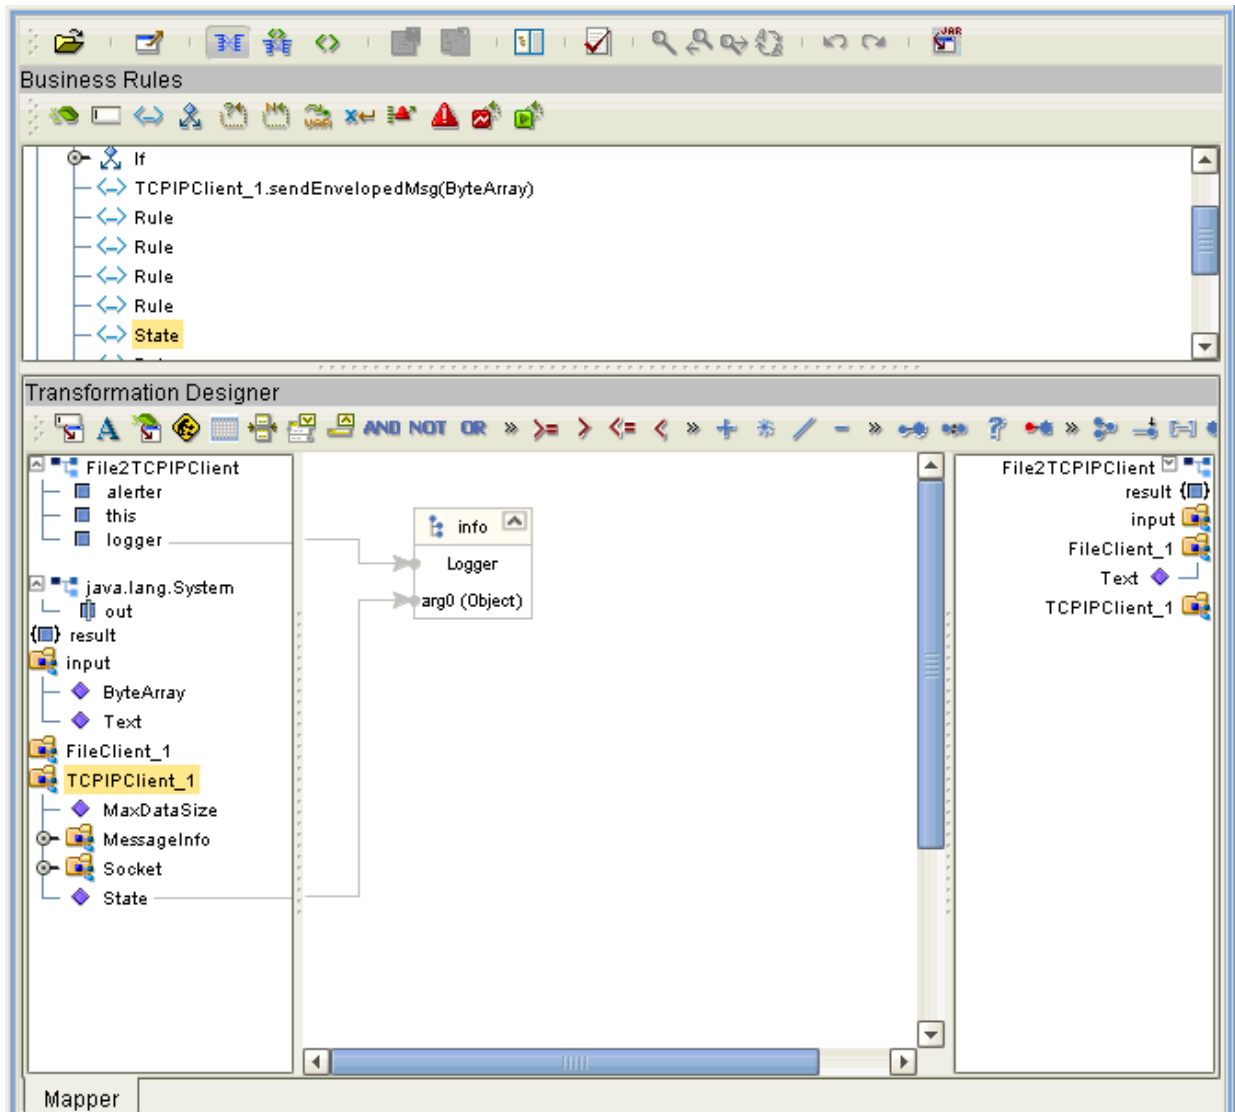 JAR
Business Rules
JAR
If
TCPIPClient_1.sendEnvelopedMsg(ByteArray)
Rule
Rule
Rule
Rule
State
Transformation Designer
A AND NOT OR » >= > <= < » + / - » ? »
File2TCPIPClient
alerter
this
logger
java.lang.System
out
result
input
ByteArray
Text
FileClient_1
TCPIPClient_1
MaxDataSize
MessageInfo
Socket
State
info
Logger
arg0 (Object)
File2TCPIPClient
result
input
FileClient_1
Text
TCPIPClient_1
Mapper